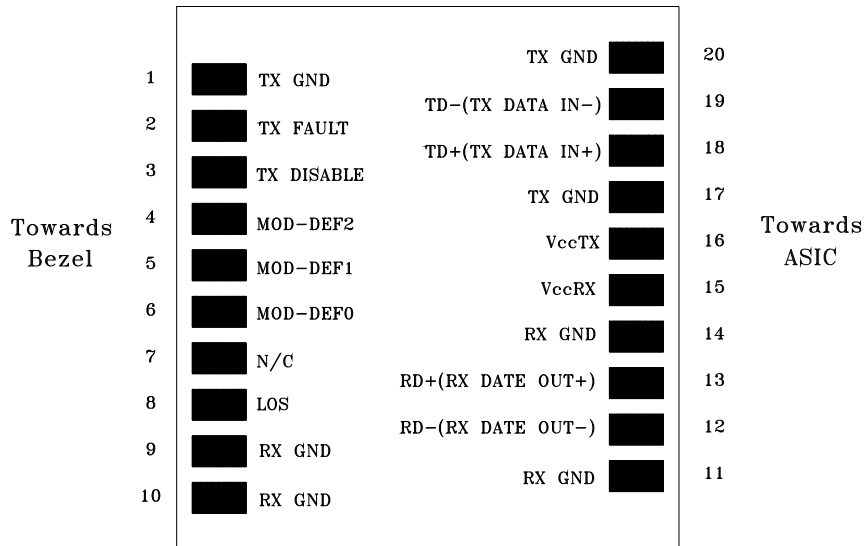 Towards
Bezel
1 TX GND
2 TX FAULT
3 TX DISABLE
4 MOD-DEF2
5 MOD-DEF1
6 MOD-DEF0
7 N/C
8 LOS
9 RX GND
10 RX GND
TX GND 20
TD-(TX DATA IN-) 19
TD+(TX DATA IN+) 18
TX GND 17
VccTX 16
VccRX 15
RX GND 14
RD+(RX DATE OUT+) 13
RD-(RX DATE OUT-) 12
RX GND 11
Towards
ASIC